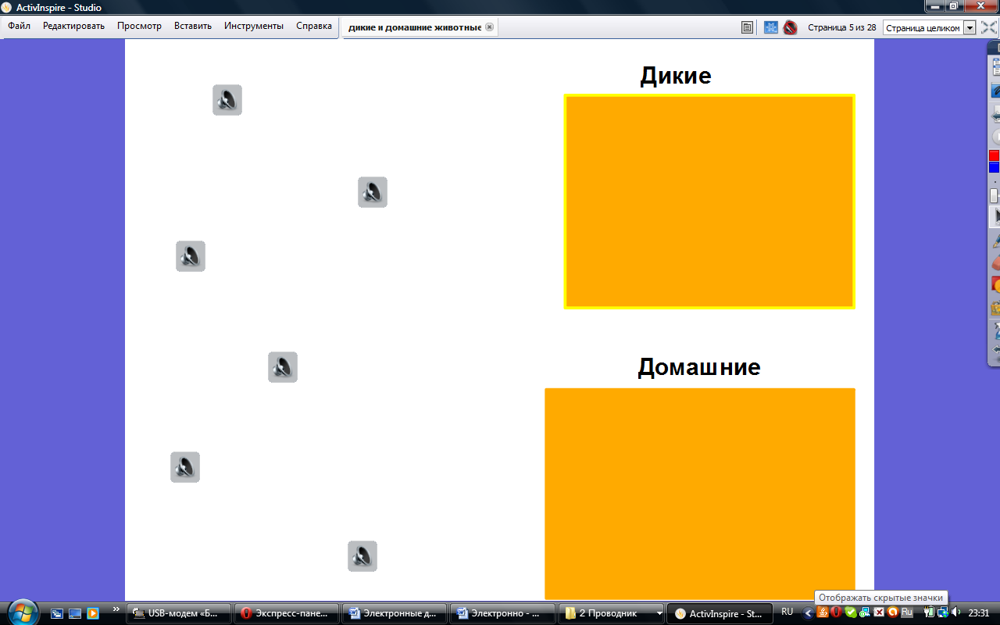 ActivInspire - Studio
Файл Редактировать Просмотр Вставить Инструменты Справка дикие и домашние животные Страница 5 из 28 Страница целиком
Дикие
Домашние
Отображать скрытые значки
USB-модем «Б... Экспресс-пане... Электронные д... Электронно - ... 2 Проводник ActivInspire - St... RU Ru 23:31